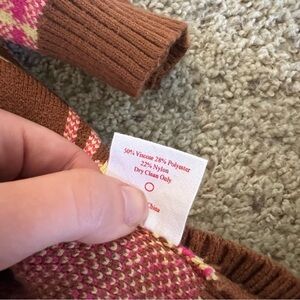 50% Viscose 28% Polyester
22% Nylon
Dry Clean Only
China